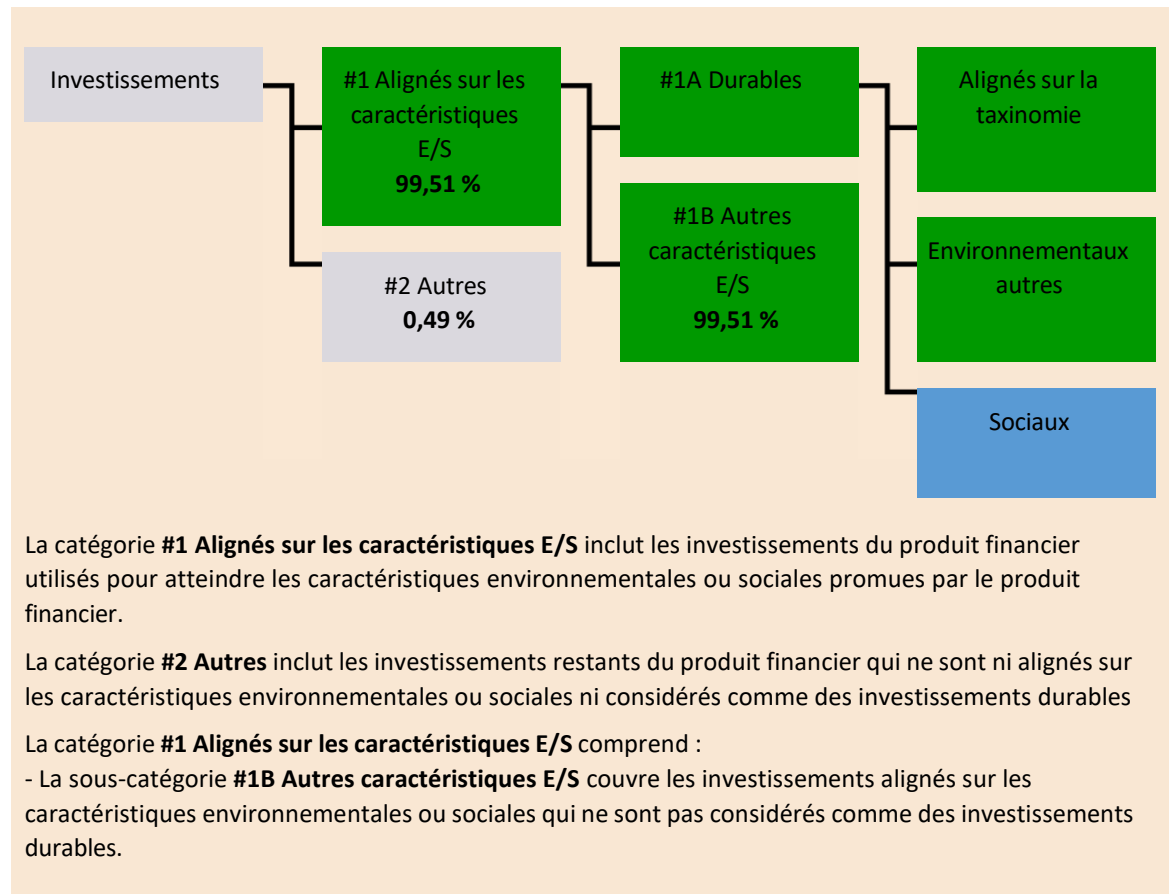 Investissements
#1 Alignés sur les
caractéristiques
E/S
99,51 %
#2 Autres
0,49 %
#1A Durables
#1B Autres
caractéristiques
E/S
99,51 %
Alignés sur la
taxinomie
Environnementaux
autres
Sociaux
La catégorie #1 Alignés sur les caractéristiques E/S inclut les investissements du produit financier
utilisés pour atteindre les caractéristiques environnementales ou sociales promues par le produit
financier.
La catégorie #2 Autres inclut les investissements restants du produit financier qui ne sont ni alignés sur
les caractéristiques environnementales ou sociales ni considérés comme des investissements durables
La catégorie #1 Alignés sur les caractéristiques E/S comprend :
- La sous-catégorie #1B Autres caractéristiques E/S couvre les investissements alignés sur les
caractéristiques environnementales ou sociales qui ne sont pas considérés comme des investissements
durables.